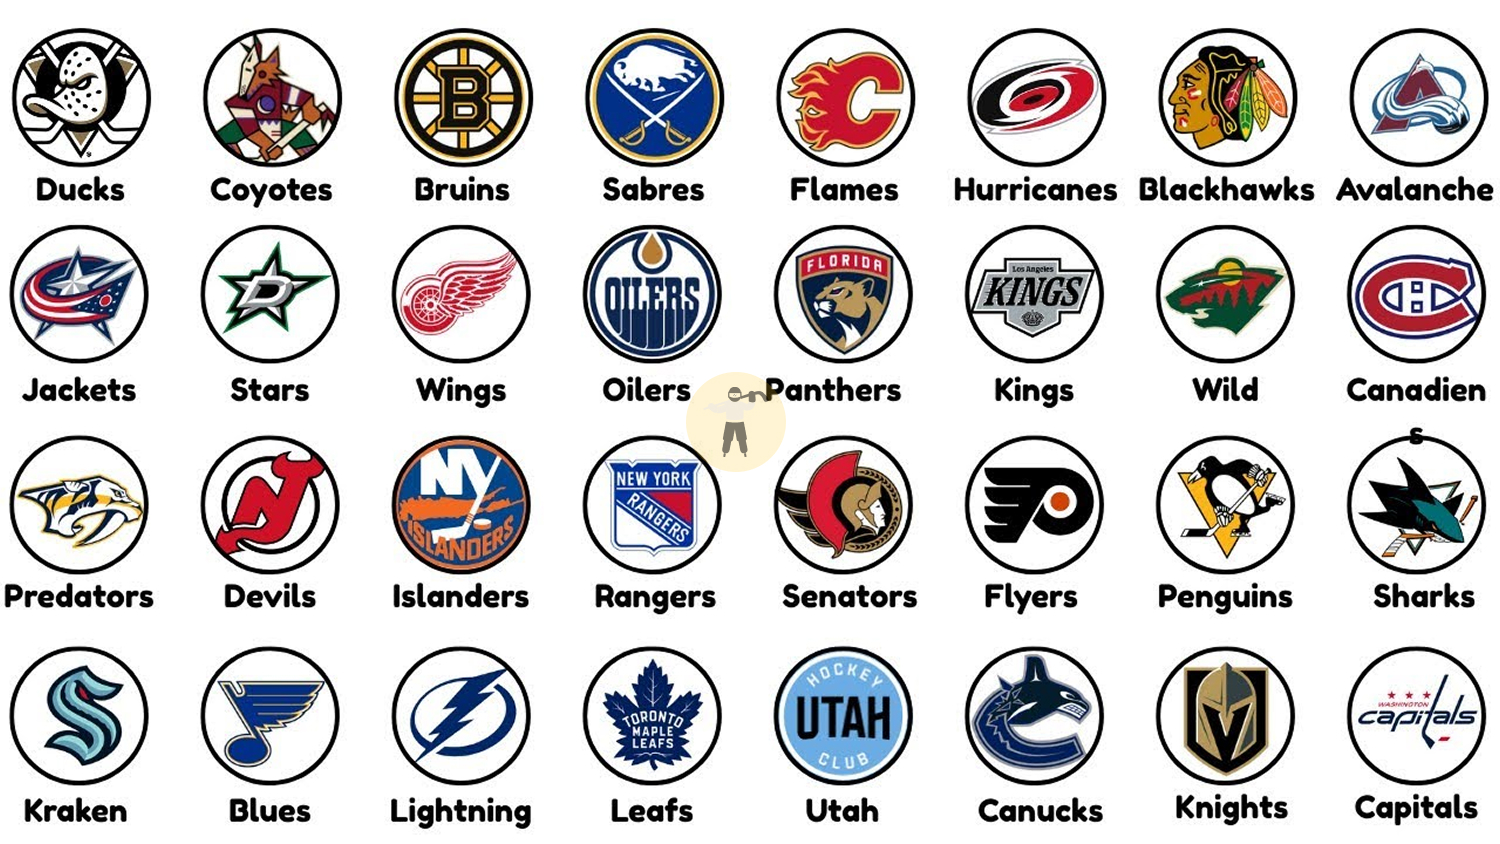 Ducks
Coyotes
B
Bruins
Sabres
C
Flames
Hurricanes
Blackhawks
A
Avalanche
Jackets
D
Stars
Wings
OILERS
Oilers
FLORIDA
Panthers
Los Angeles
KINGS
Kings
Wild
CH
Canadien
s
Predators
NJ
Devils
NY
ISLANDERS
Islanders
NEW YORK
RANGERS
Rangers
Senators
P
Flyers
Penguins
Sharks
S
Kraken
Blues
Lightning
TORONTO
MAPLE
LEAFS
Leafs
HOCKEY
UTAH
CLUB
Utah
C
Canucks
V
Knights
WASHINGTON
capitals
Capitals